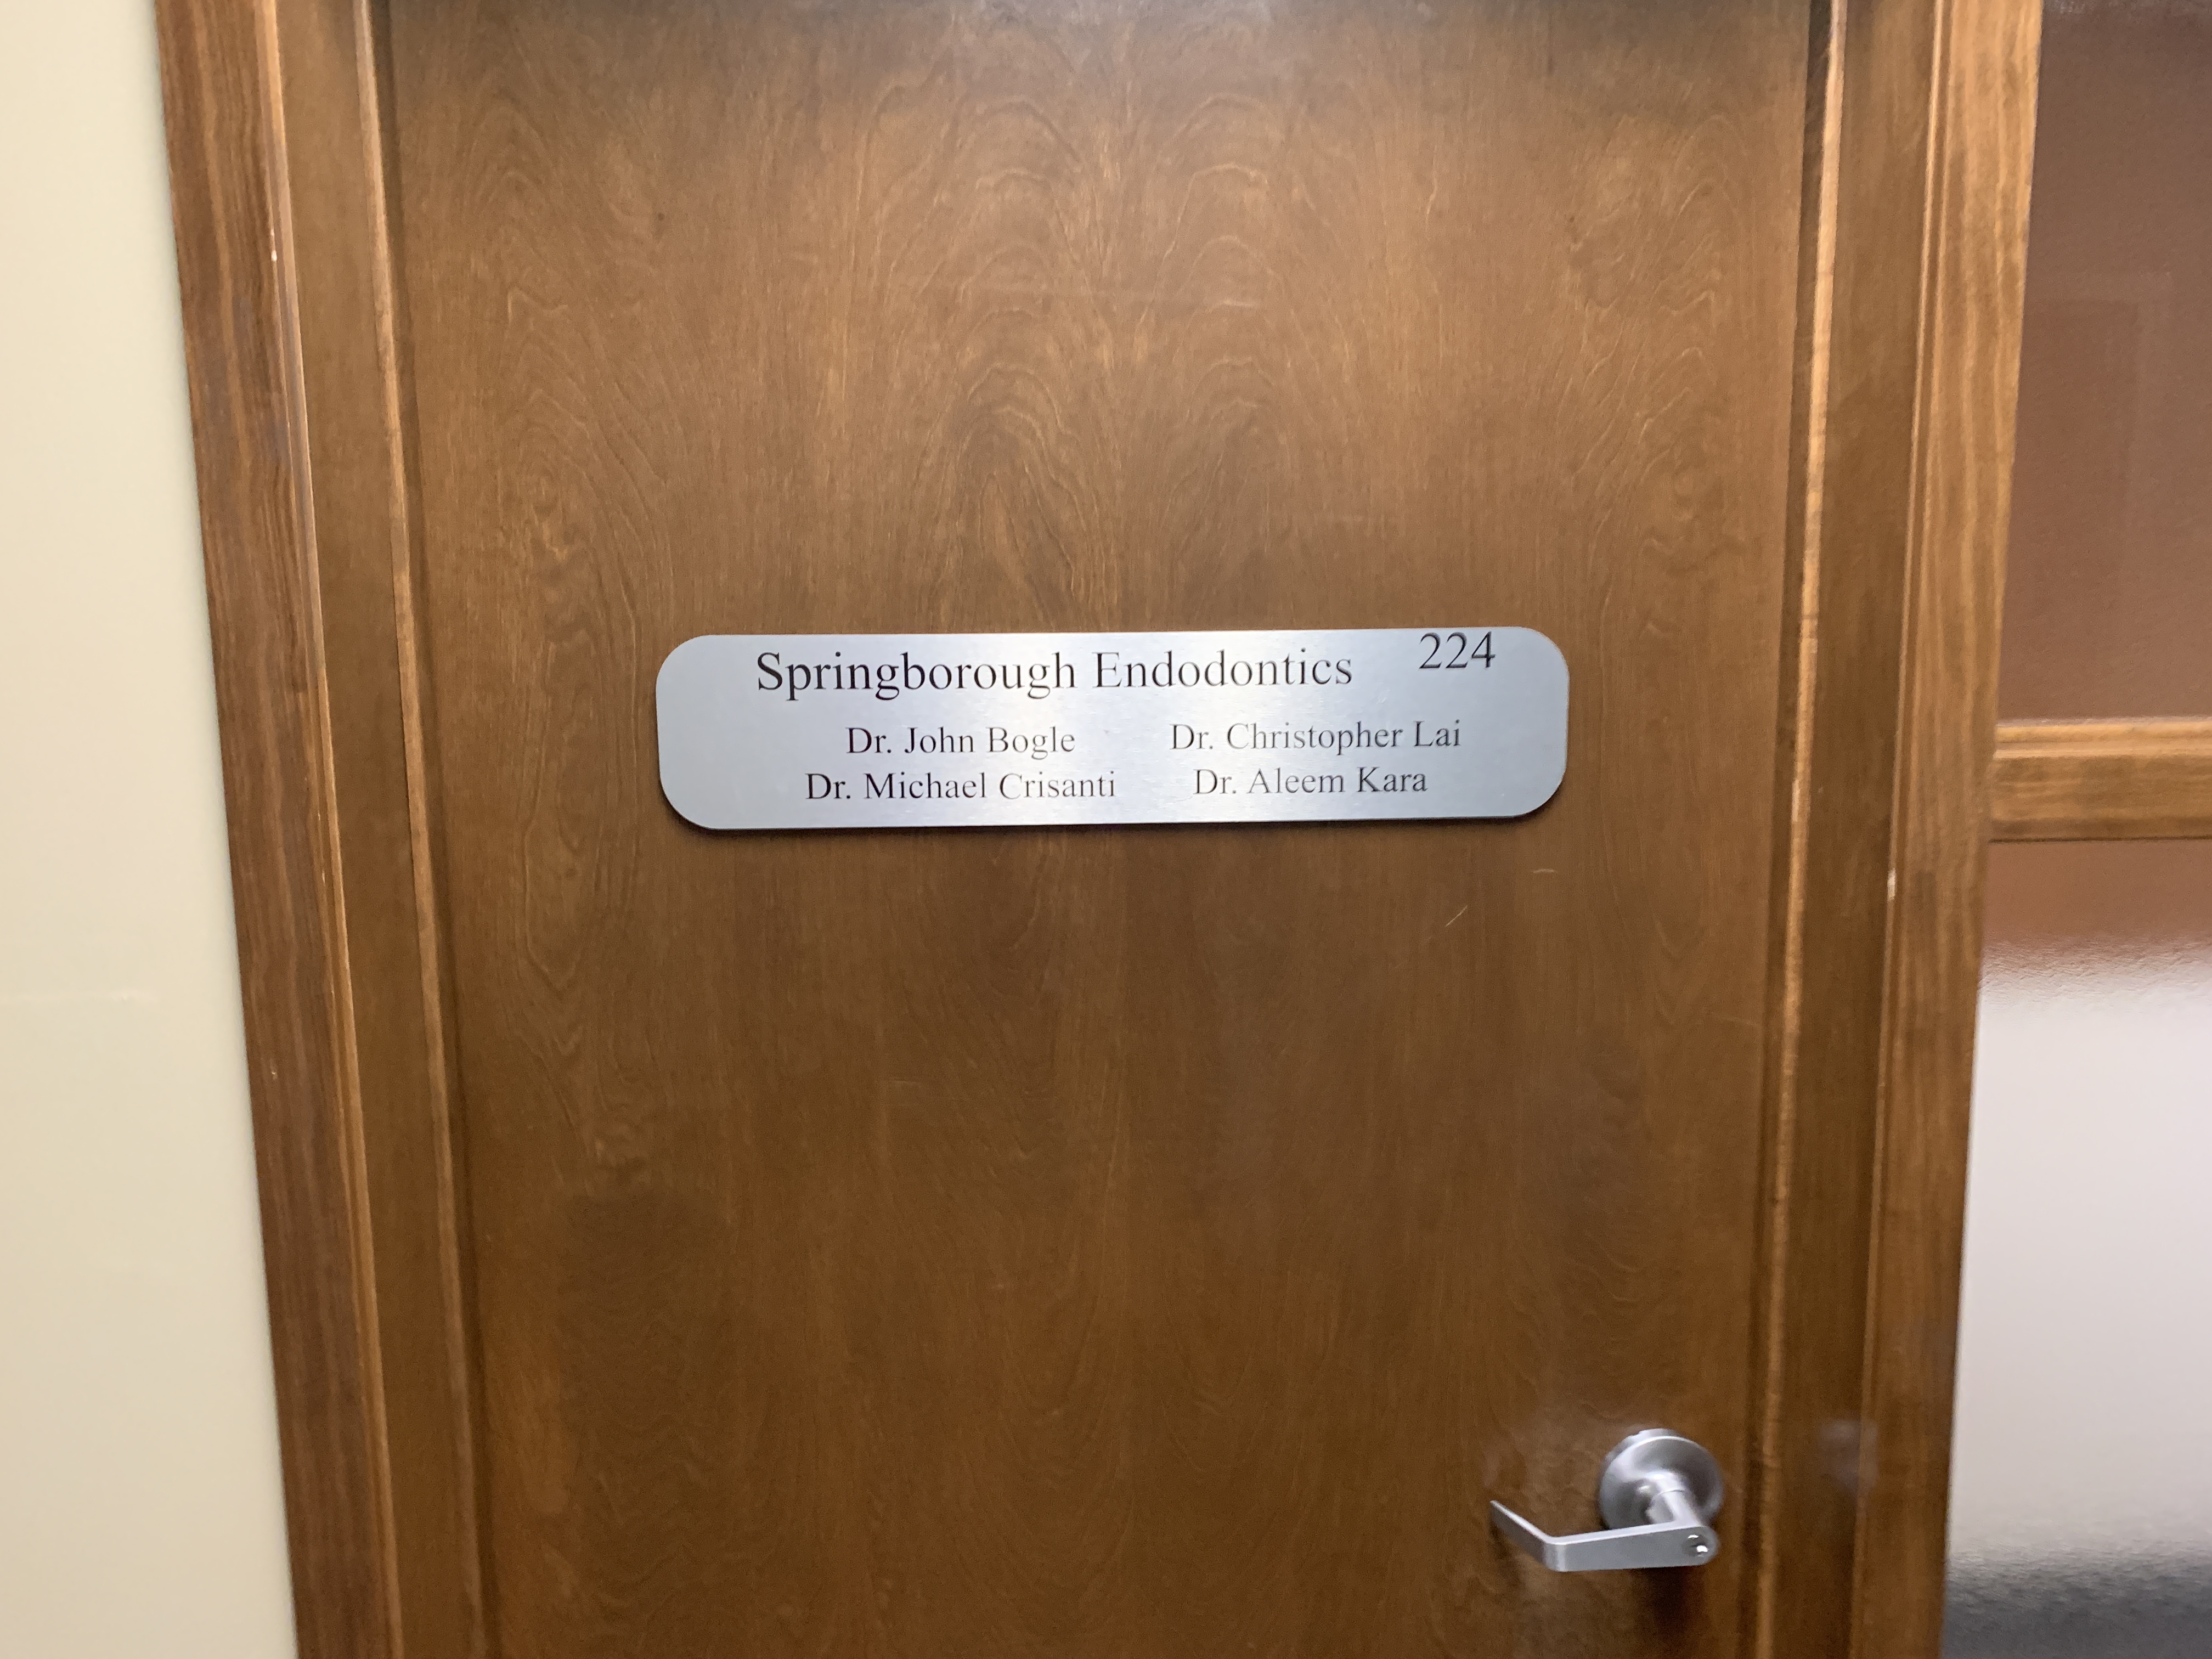 Springborough Endodontics 224
Dr. John Bogle Dr. Christopher Lai
Dr. Michael Crisanti Dr. Aleem Kara